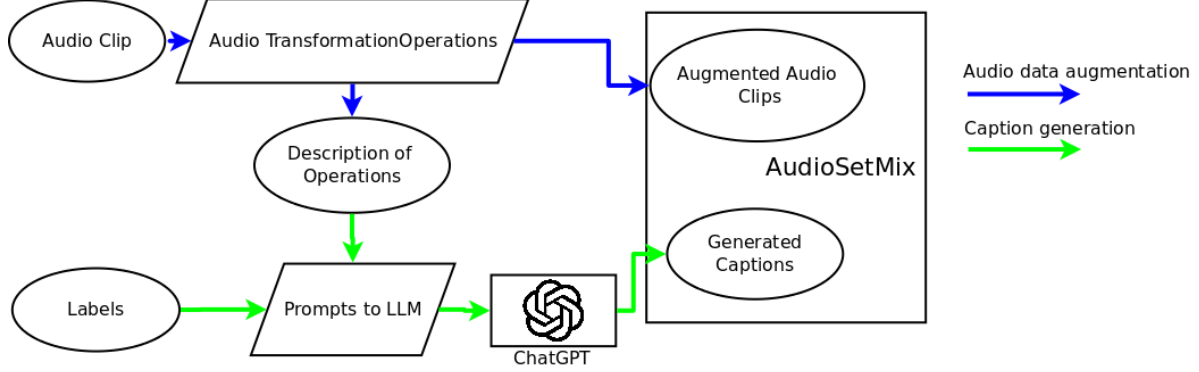 Audio Clip
Audio TransformationOperations
Augmented Audio
Clips
Audio data augmentation
Caption generation
Description of
Operations
AudioSetMix
Generated
Captions
Labels
Prompts to LLM
ChatGPT